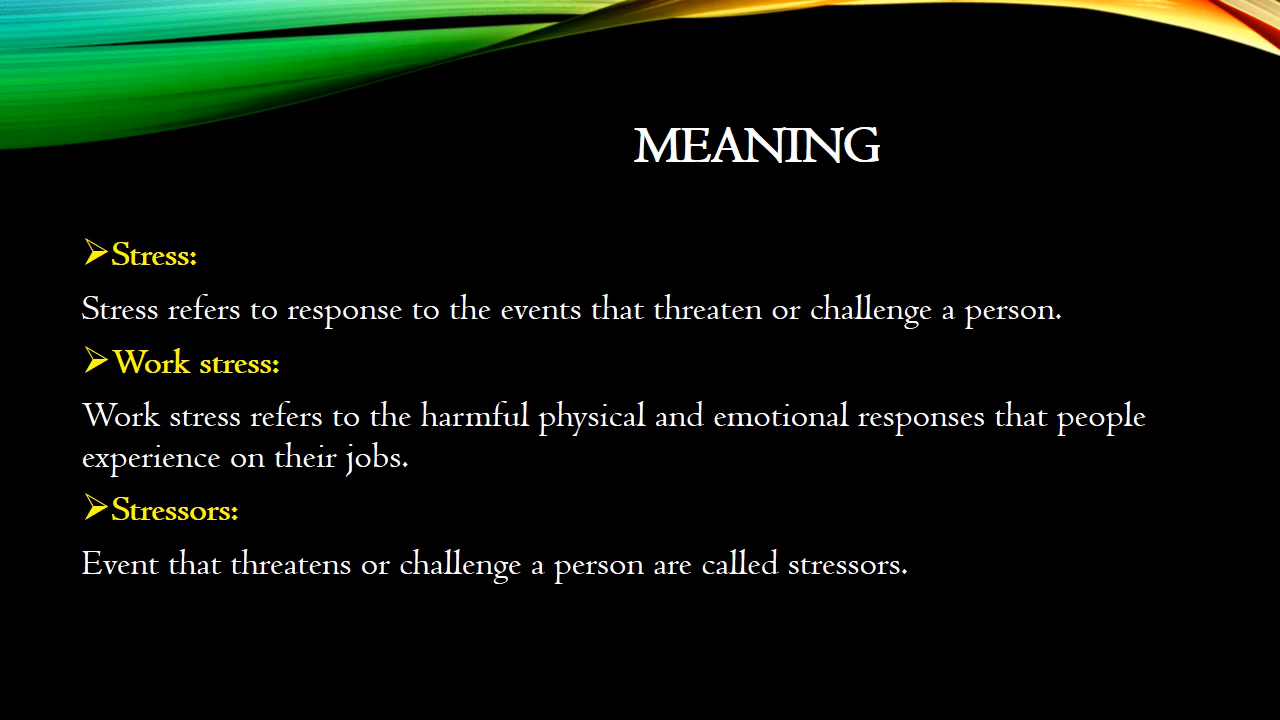 MEANING
➢Stress:
Stress refers to response to the events that threaten or challenge a person.
➢Work stress:
Work stress refers to the harmful physical and emotional responses that people
experience on their jobs.
➢Stressors:
Event that threatens or challenge a person are called stressors.